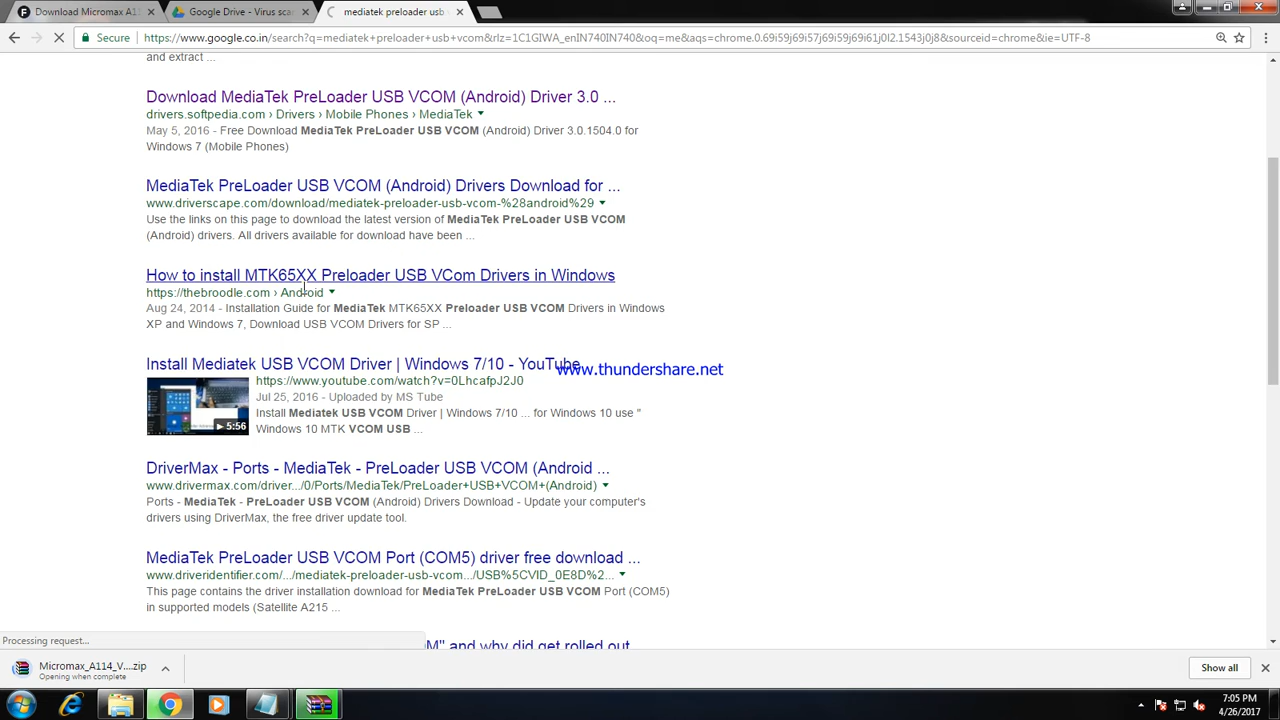 Download Micromax A11
Google Drive - Virus sca
mediatek preloader usb
Secure
https://www.google.co.in/search?q=mediatek+preloader+usb+vcom&rlz=1C1GIWA_enIN740IN740&oq=me&aqs=chrome.0.69i59j69i57j69i59j69i61j0l2.1543j0j8&sourceid=chrome&ie=UTF-8
and extract ...
Download MediaTek PreLoader USB VCOM (Android) Driver 3.0 ...
drivers.softpedia.com › Drivers › Mobile Phones › MediaTek
May 5, 2016 - Free Download MediaTek PreLoader USB VCOM (Android) Driver 3.0.1504.0 for
Windows 7 (Mobile Phones)
MediaTek PreLoader USB VCOM (Android) Drivers Download for ...
www.driverscape.com/download/mediatek-preloader-usb-vcom-%28android%29
Use the links on this page to download the latest version of MediaTek PreLoader USB VCOM
(Android) drivers. All drivers available for download have been ...
How to install MTK65XX Preloader USB VCom Drivers in Windows
https://thebroodle.com › Android
Aug 24, 2014 - Installation Guide for MediaTek MTK65XX Preloader USB VCOM Drivers in Windows
XP and Windows 7, Download USB VCOM Drivers for SP ...
Install Mediatek USB VCOM Driver | Windows 7/10 - YouTube
www.thundershare.net
https://www.youtube.com/watch?v=0LhcafpJ2J0
Jul 25, 2016 - Uploaded by MS Tube
Install Mediatek USB VCOM Driver | Windows 7/10 ... for Windows 10 use "
Windows 10 MTK VCOM USB ...
5:56
DriverMax - Ports - MediaTek - PreLoader USB VCOM (Android ...
www.drivermax.com/driver.../0/Ports/MediaTek/PreLoader+USB+VCOM+(Android)
Ports - MediaTek - PreLoader USB VCOM (Android) Drivers Download - Update your computer's
drivers using DriverMax, the free driver update tool.
MediaTek PreLoader USB VCOM Port (COM5) driver free download ...
www.driveridentifier.com/.../mediatek-preloader-usb-vcom.../USB%5CVID_0E8D%2...
This page contains the driver installation download for MediaTek PreLoader USB VCOM Port (COM5)
in supported models (Satellite A215 ...
Processing request...
M" and why did get rolled out
Micromax_A114_V....zip
Opening when complete
Show all
7:05 PM
4/26/2017